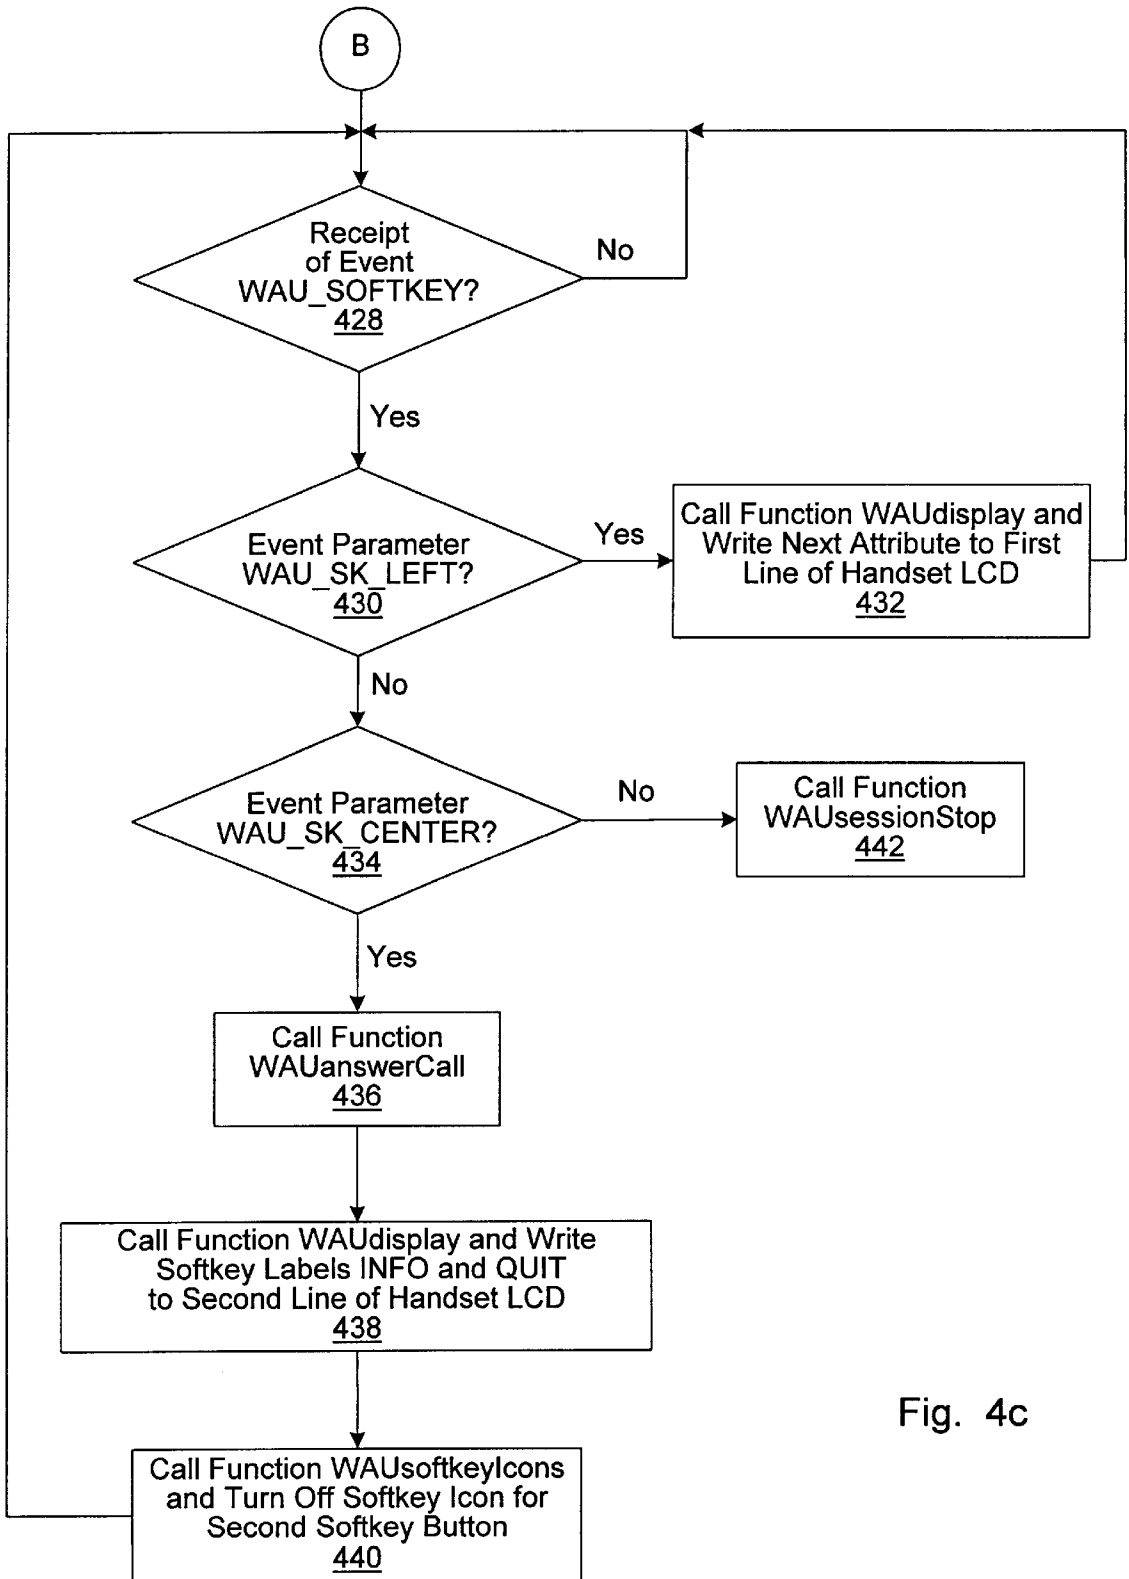 B
Receipt
of Event
WAU_SOFTKEY?
428
No
Yes
Event Parameter
WAU_SK_LEFT?
430
Yes
Call Function WAUdisplay and
Write Next Attribute to First
Line of Handset LCD
432
No
Event Parameter
WAU_SK_CENTER?
434
No
Call Function
WAUsessionStop
442
Yes
Call Function
WAUanswerCall
436
Call Function WAUdisplay and Write
Softkey Labels INFO and QUIT
to Second Line of Handset LCD
438
Call Function WAUsoftkeyIcons
and Turn Off Softkey Icon for
Second Softkey Button
440
Fig. 4c